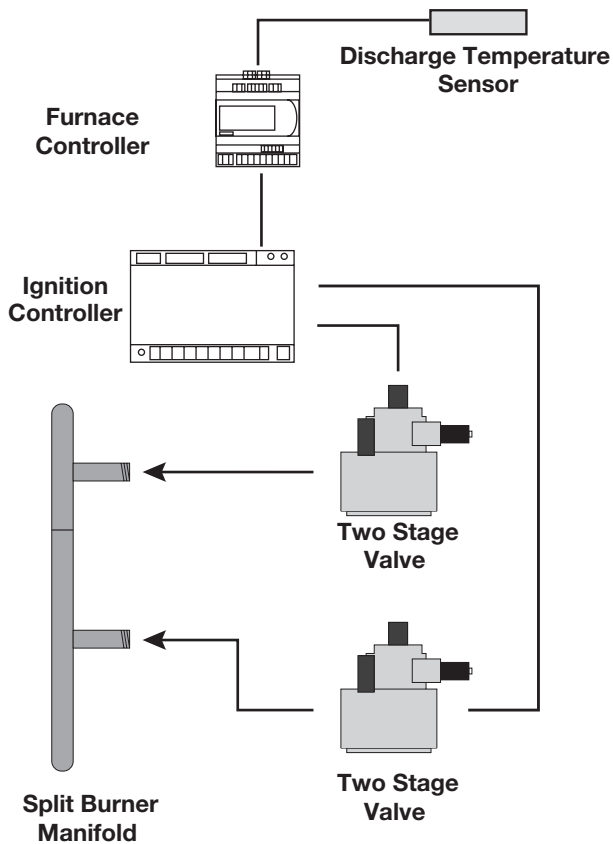 Discharge Temperature
Sensor
Furnace
Controller
Ignition
Controller
Two Stage
Valve
Two Stage
Valve
Split Burner
Manifold